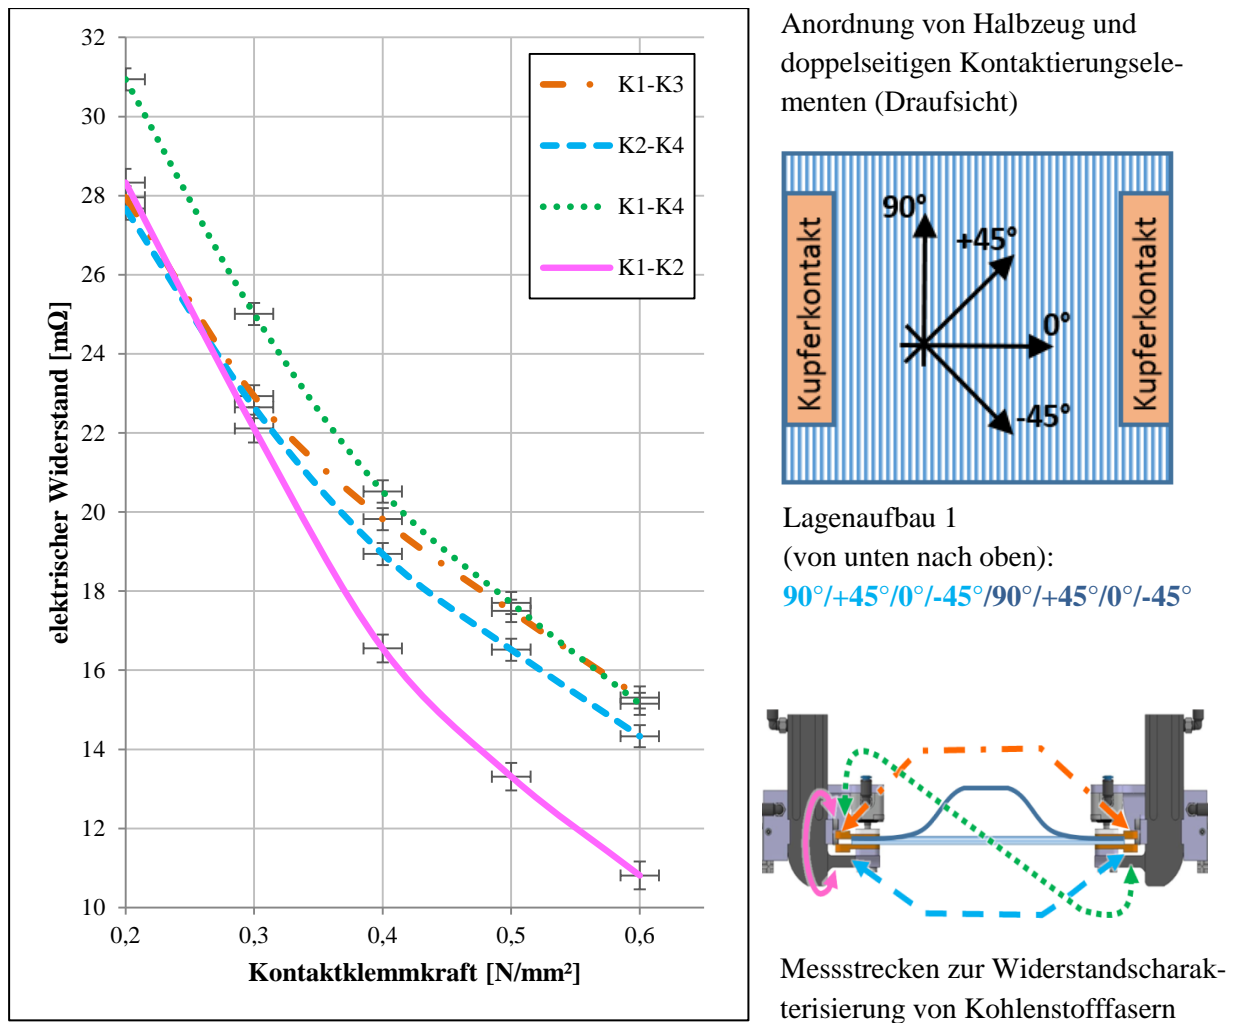 32
30
28
26
24
22
20
18
16
14
12
10
elektrischer Widerstand [mΩ]
0,2 0,3 0,4 0,5 0,6
Kontaktklemmkraft [N/mm²]
K1-K3
K2-K4
K1-K4
K1-K2
Anordnung von Halbzeug und
doppelseitigen Kontaktierungsele-
menten (Draufsicht)
Kupferkontakt
90°
+45°
0°
-45°
Kupferkontakt
Lagenaufbau 1
(von unten nach oben):
90°/+45°/0°/-45°/90°/+45°/0°/-45°
Messstrecken zur Widerstandscharak-
terisierung von Kohlenstofffasern